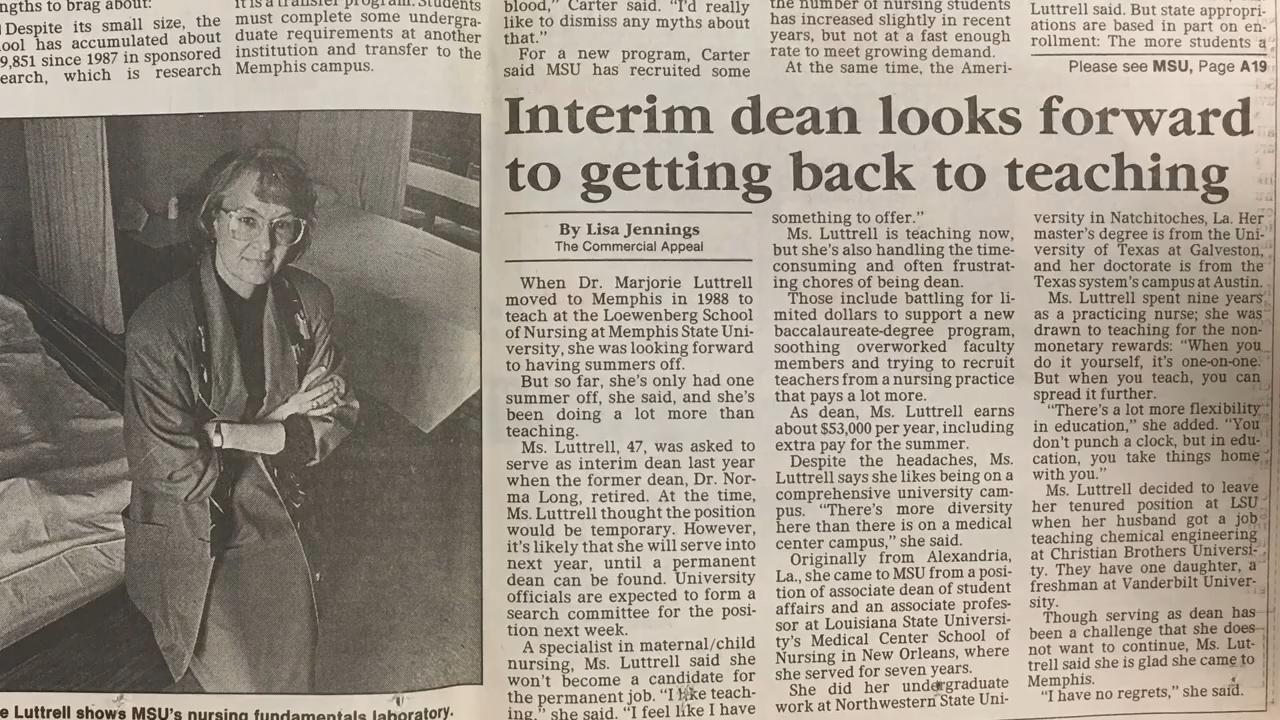 ngths to brag about:
Despite its small size, the
ool has accumulated about
9,851 since 1987 in sponsored
earch, which is research
it is a transfer program. Students
must complete some undergra-
duate requirements at another
institution and transfer to the
Memphis campus.
blood," Carter said. "I'd really
like to dismiss any myths about
that."
For a new program, Carter
said MSU has recruited some
the number of nursing students
has increased slightly in recent
years, but not at a fast enough
rate to meet growing demand.
At the same time, the Ameri-
Luttrell said. But state appropri-
ations are based in part on en-
rollment: The more students a
Please see MSU, Page A19
Interim dean looks forward
to getting back to teaching
By Lisa Jennings
The Commercial Appeal
When Dr. Marjorie Luttrell
moved to Memphis in 1988 to
teach at the Loewenberg School
of Nursing at Memphis State Uni-
versity, she was looking forward
to having summers off.
But so far, she's only had one
summer off, she said, and she's
been doing a lot more than
teaching.
Ms. Luttrell, 47, was asked to
serve as interim dean last year
when the former dean, Dr. Nor-
ma Long, retired. At the time,
Ms. Luttrell thought the position
would be temporary. However,
it's likely that she will serve into
next year, until a permanent
dean can be found. University
officials are expected to form a
search committee for the posi-
tion next week.
A specialist in maternal/child
nursing, Ms. Luttrell said she
won't become a candidate for
the permanent job. "I like teach-
ing," she said. "I feel like I have
something to offer."
Ms. Luttrell is teaching now,
but she's also handling the time-
consuming and often frustrat-
ing chores of being dean.
Those include battling for li-
mited dollars to support a new
baccalaureate-degree program,
soothing overworked faculty
members and trying to recruit
teachers from a nursing practice
that pays a lot more.
As dean, Ms. Luttrell earns
about $53,000 per year, including
extra pay for the summer.
Despite the headaches, Ms.
Luttrell says she likes being on a
comprehensive university cam-
pus. "There's more diversity
here than there is on a medical
center campus," she said.
Originally from Alexandria,
La., she came to MSU from a posi-
tion of associate dean of student
affairs and an associate profes-
sor at Louisiana State Universi-
ty's Medical Center School of
Nursing in New Orleans, where
she served for seven years.
She did her undergraduate
work at Northwestern State Uni-
versity in Natchitoches, La. Her
master's degree is from the Uni-
versity of Texas at Galveston,
and her doctorate is from the
Texas system's campus at Austin.
Ms. Luttrell spent nine years
as a practicing nurse; she was
drawn to teaching for the non-
monetary rewards: "When you
do it yourself, it's one-on-one.
But when you teach, you can
spread it further.
"There's a lot more flexibility
in education," she added. "You
don't punch a clock, but in edu-
cation, you take things home
with you."
Ms. Luttrell decided to leave
her tenured position at LSU
when her husband got a job
teaching chemical engineering
at Christian Brothers Universi-
ty. They have one daughter, a
freshman at Vanderbilt Univer-
sity.
Though serving as dean has
been a challenge that she does
not want to continue, Ms. Lut-
trell said she is glad she came to
Memphis.
"I have no regrets," she said.
e Luttrell shows MSU's nursing fundamentals laboratory.